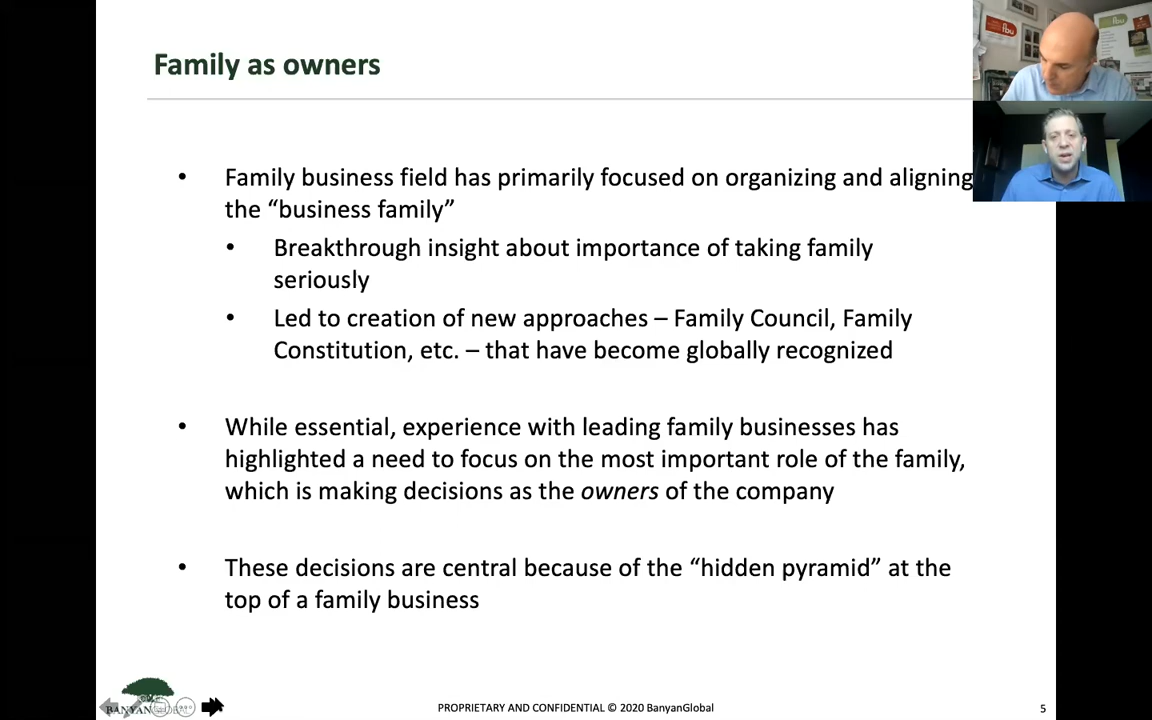 Family as owners
• Family business field has primarily focused on organizing and aligning
the “business family”
• Breakthrough insight about importance of taking family
seriously
• Led to creation of new approaches – Family Council, Family
Constitution, etc. – that have become globally recognized
• While essential, experience with leading family businesses has
highlighted a need to focus on the most important role of the family,
which is making decisions as the owners of the company
• These decisions are central because of the “hidden pyramid” at the
top of a family business
PROPRIETARY AND CONFIDENTIAL © 2020 BanyanGlobal
5
fbu
fbu